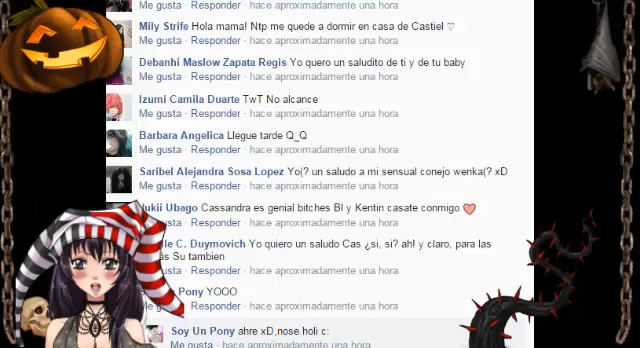 Me gusta · Responder · hace aproximadamente una hora
Mily Strife Hola mama! Ntp me quede a dormir en casa de Castiel ♡
Me gusta · Responder · hace aproximadamente una hora
Debanhi Maslow Zapata Regis Yo quero un saludito de ti y de tu baby
Me gusta · Responder · hace aproximadamente una hora
Izumi Camila Duarte TwT No alcance
Me gusta · Responder · hace aproximadamente una hora
Barbara Angelica Llegue tarde Q_Q
Me gusta · Responder · hace aproximadamente una hora
Saribel Alejandra Sosa Lopez Yo(? un saludo a mi sensual conejo wenka(? xD
Me gusta · Responder · hace aproximadamente una hora
Ubago Cassandra es genial bitches Bl y Kentin casate conmigo
gusta · Responder · hace aproximadamente una hora
C. Duymovich Yo quiero un saludo Cas ¿si, si? ah! y claro, para las
Su tambien
· Responder · hace aproximadamente una hora
Pony YOOO
Responder · hace aproximadamente una hora
Soy Un Pony ahre xD,nose holi c:
Me gusta · Responder · hace aproximadamente una hora